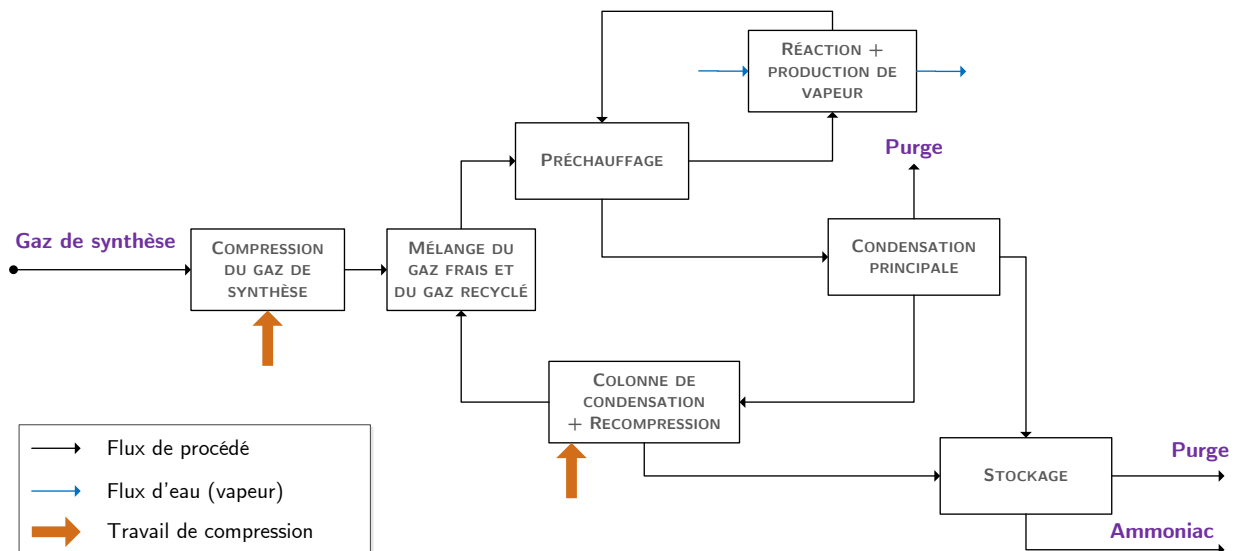 RÉACTION +
PRODUCTION DE
VAPEUR
PRÉCHAUFFAGE
Purge
Gaz de synthèse
COMPRESSION
DU GAZ DE
SYNTHÈSE
MÉLANGE DU
GAZ FRAIS ET
DU GAZ RECYCLÉ
CONDENSATION
PRINCIPALE
COLONNE DE
CONDENSATION
+ RECOMPRESSION
STOCKAGE
Purge
Ammoniac
Flux de procédé
Flux d'eau (vapeur)
Travail de compression